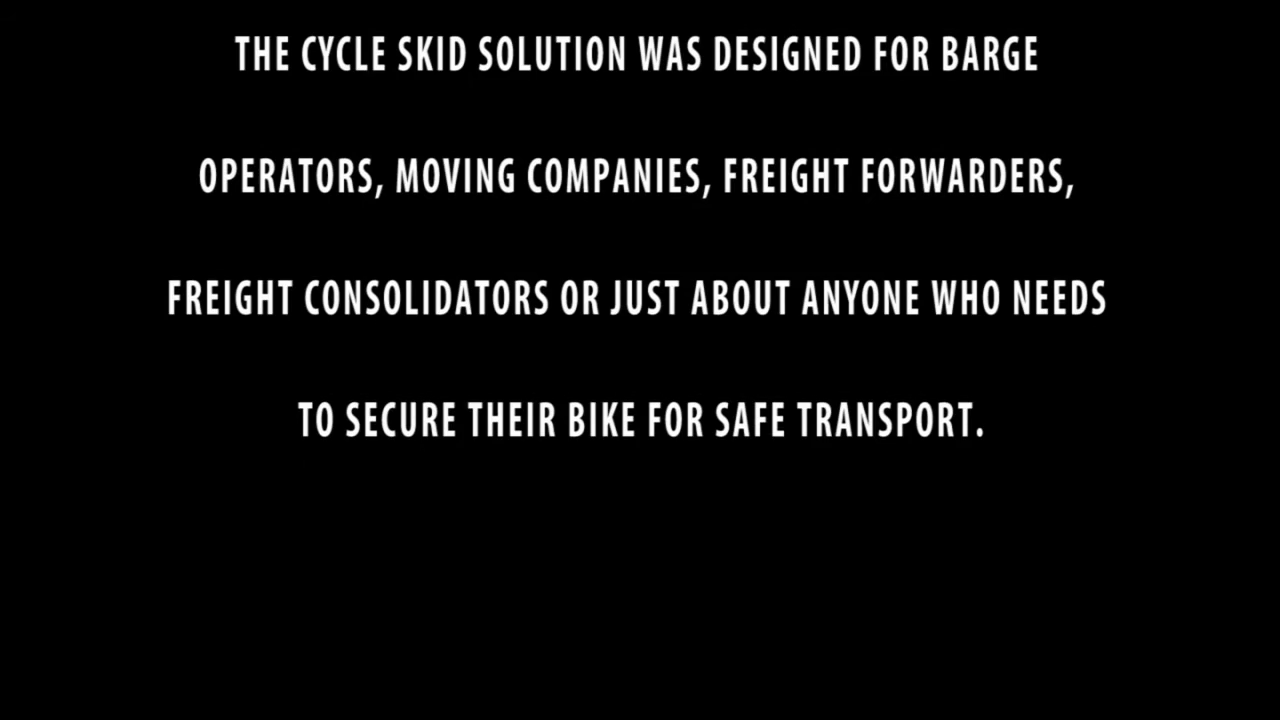 THE CYCLE SKID SOLUTION WAS DESIGNED FOR BARGE
OPERATORS, MOVING COMPANIES, FREIGHT FORWARDERS,
FREIGHT CONSOLIDATORS OR JUST ABOUT ANYONE WHO NEEDS
TO SECURE THEIR BIKE FOR SAFE TRANSPORT.